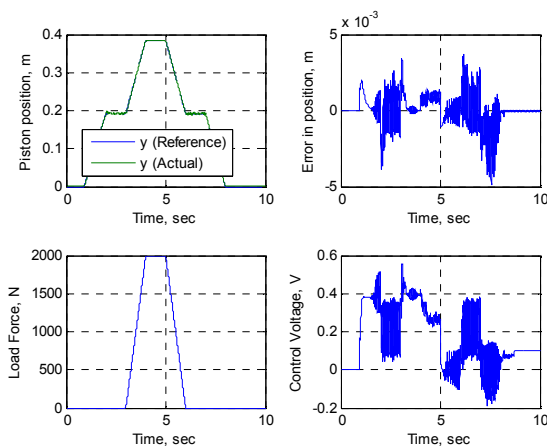 Piston position, m
0.4
0.3
0.2
0.1
0
0
5
10
Time, sec
y (Reference)
y (Actual)
x 10⁻³
Error in position, m
5
0
-5
0
5
10
Time, sec
Load Force, N
2000
1500
1000
500
0
0
5
10
Time, sec
Control Voltage, V
0.6
0.4
0.2
0
-0.2
0
5
10
Time, sec